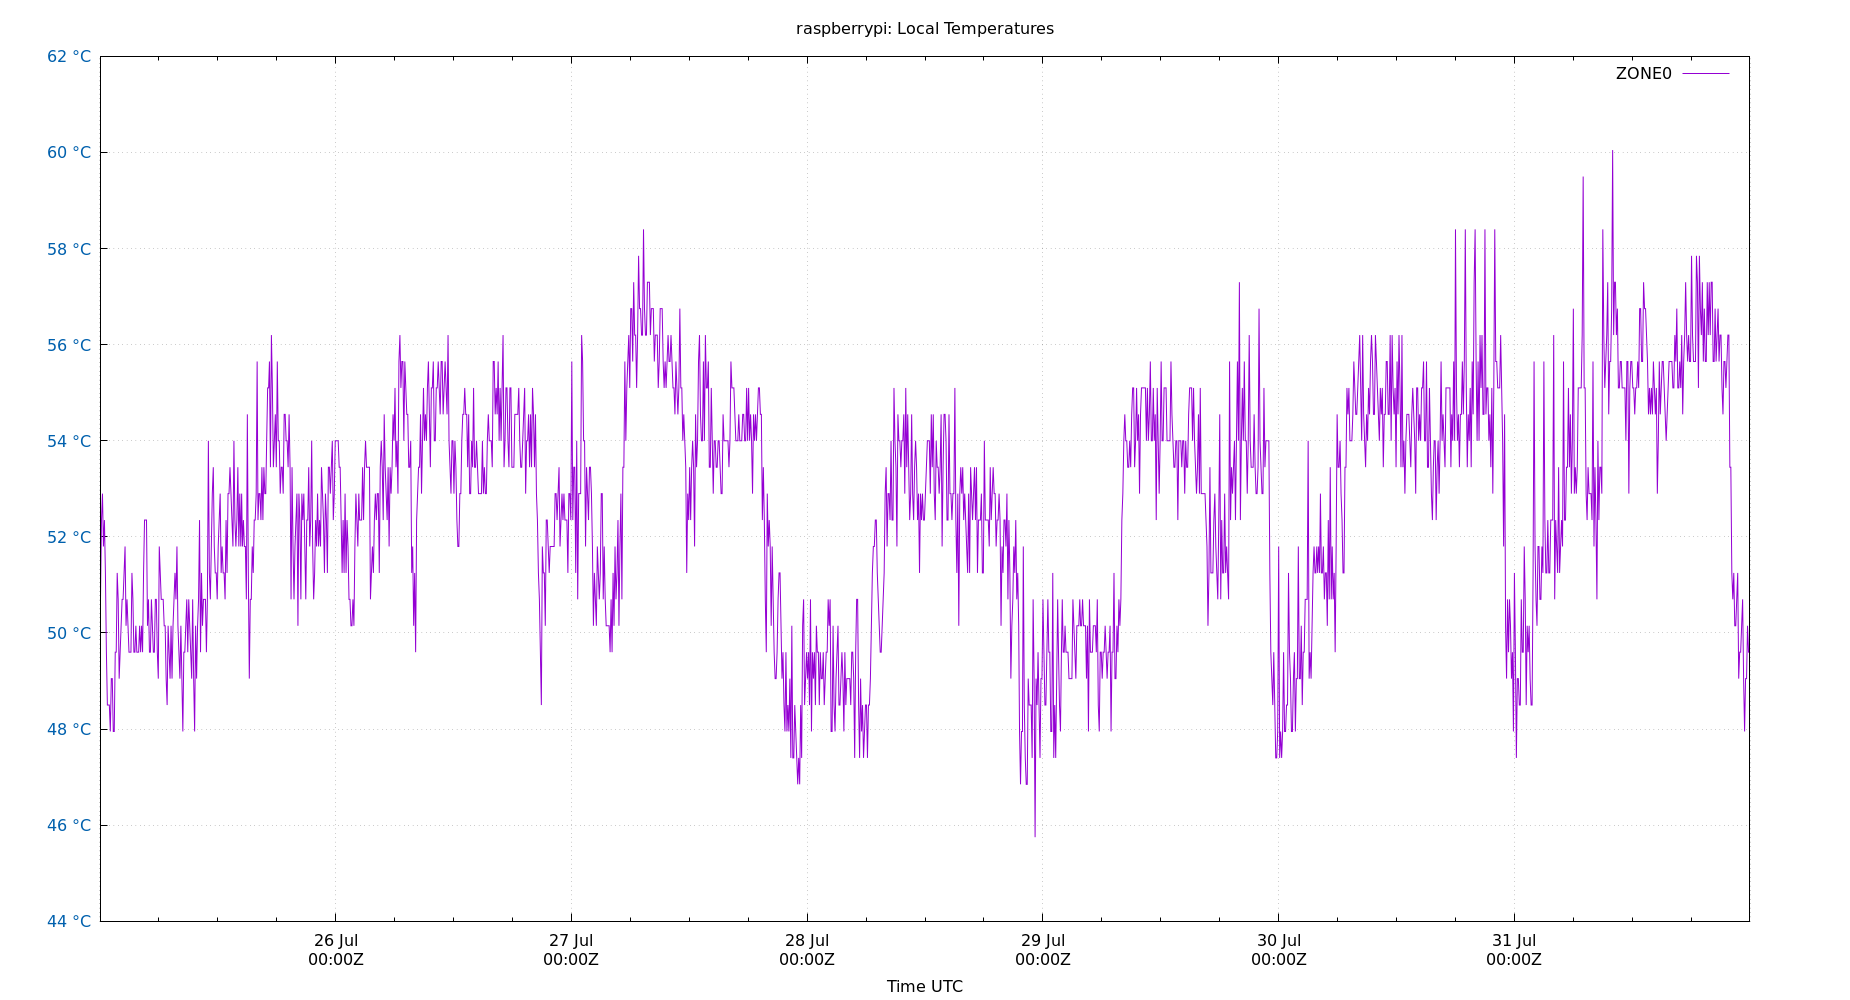 raspberrypi: Local Temperatures
62 °C
ZONE0
60 °C
58 °C
56 °C
54 °C
52 °C
50 °C
48 °C
46 °C
44 °C
26 Jul 27 Jul 28 Jul 29 Jul 30 Jul 31 Jul
00:00Z 00:00Z 00:00Z 00:00Z 00:00Z 00:00Z
Time UTC